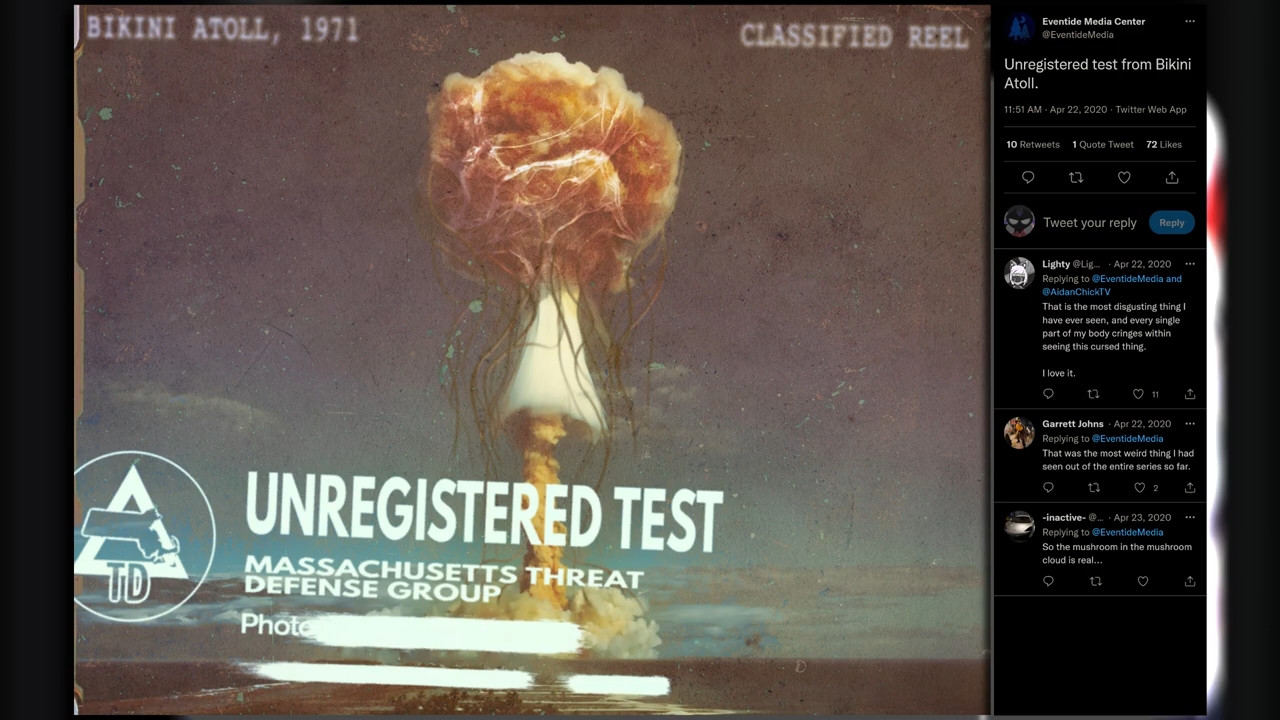 BIKINI ATOLL, 1971
CLASSIFIED REEL
UNREGISTERED TEST
MASSACHUSETTS THREAT
DEFENSE GROUP
TD
Photo
Eventide Media Center
@EventideMedia
Unregistered test from Bikini
Atoll.
11:51 AM · Apr 22, 2020 · Twitter Web App
10 Retweets 1 Quote Tweet 72 Likes
Tweet your reply
Reply
Lighty @Lig... · Apr 22, 2020
Replying to @EventideMedia and
@AidanChickTV
That is the most disgusting thing I
have ever seen, and every single
part of my body cringes within
seeing this cursed thing.
I love it.
11
Garrett Johns · Apr 22, 2020
Replying to @EventideMedia
That was the most weird thing I had
seen out of the entire series so far.
2
-inactive- @... · Apr 23, 2020
Replying to @EventideMedia
So the mushroom in the mushroom
cloud is real...